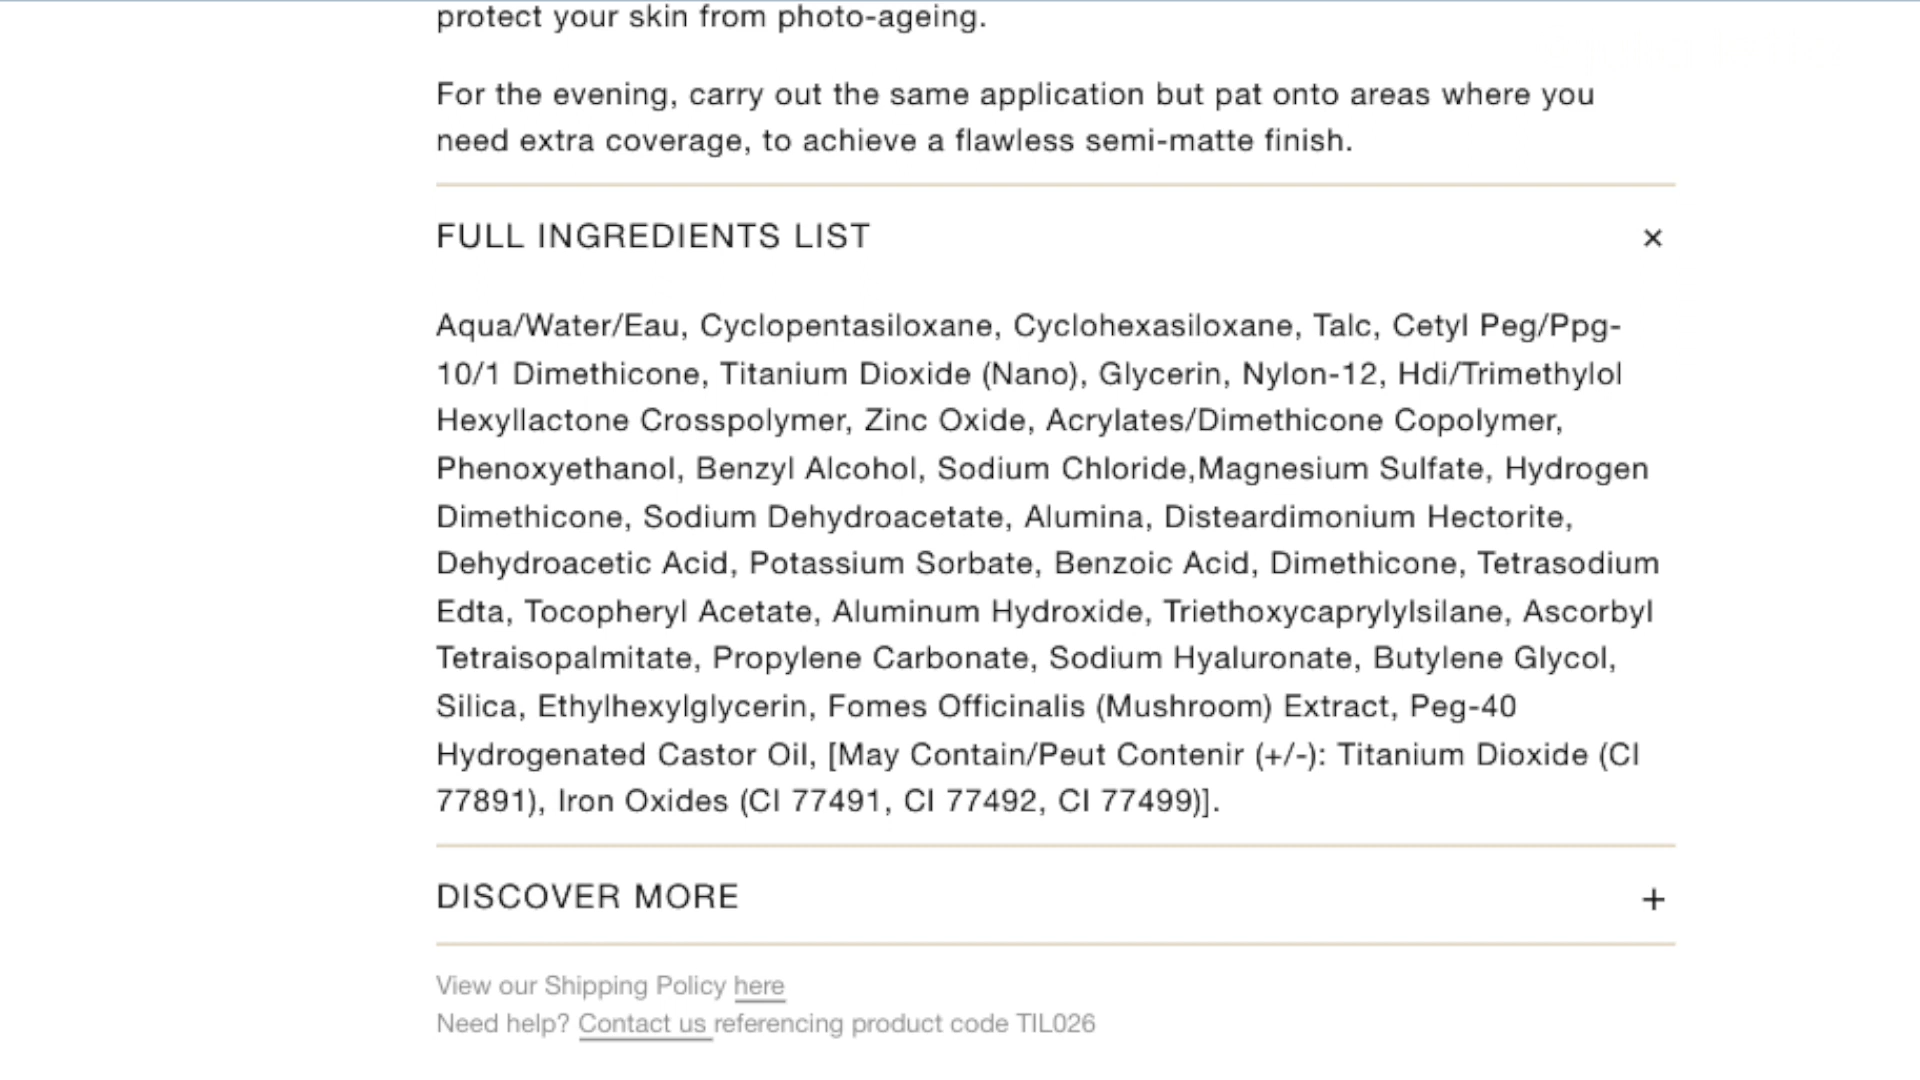 protect your skin from photo-ageing.
For the evening, carry out the same application but pat onto areas where you
need extra coverage, to achieve a flawless semi-matte finish.
FULL INGREDIENTS LIST ×
Aqua/Water/Eau, Cyclopentasiloxane, Cyclohexasiloxane, Talc, Cetyl Peg/Ppg-
10/1 Dimethicone, Titanium Dioxide (Nano), Glycerin, Nylon-12, Hdi/Trimethylol
Hexyllactone Crosspolymer, Zinc Oxide, Acrylates/Dimethicone Copolymer,
Phenoxyethanol, Benzyl Alcohol, Sodium Chloride,Magnesium Sulfate, Hydrogen
Dimethicone, Sodium Dehydroacetate, Alumina, Disteardimonium Hectorite,
Dehydroacetic Acid, Potassium Sorbate, Benzoic Acid, Dimethicone, Tetrasodium
Edta, Tocopheryl Acetate, Aluminum Hydroxide, Triethoxycaprylylsilane, Ascorbyl
Tetraisopalmitate, Propylene Carbonate, Sodium Hyaluronate, Butylene Glycol,
Silica, Ethylhexylglycerin, Fomes Officinalis (Mushroom) Extract, Peg-40
Hydrogenated Castor Oil, [May Contain/Peut Contenir (+/-): Titanium Dioxide (CI
77891), Iron Oxides (CI 77491, CI 77492, CI 77499)].
DISCOVER MORE +
View our Shipping Policy here
Need help? Contact us referencing product code TIL026